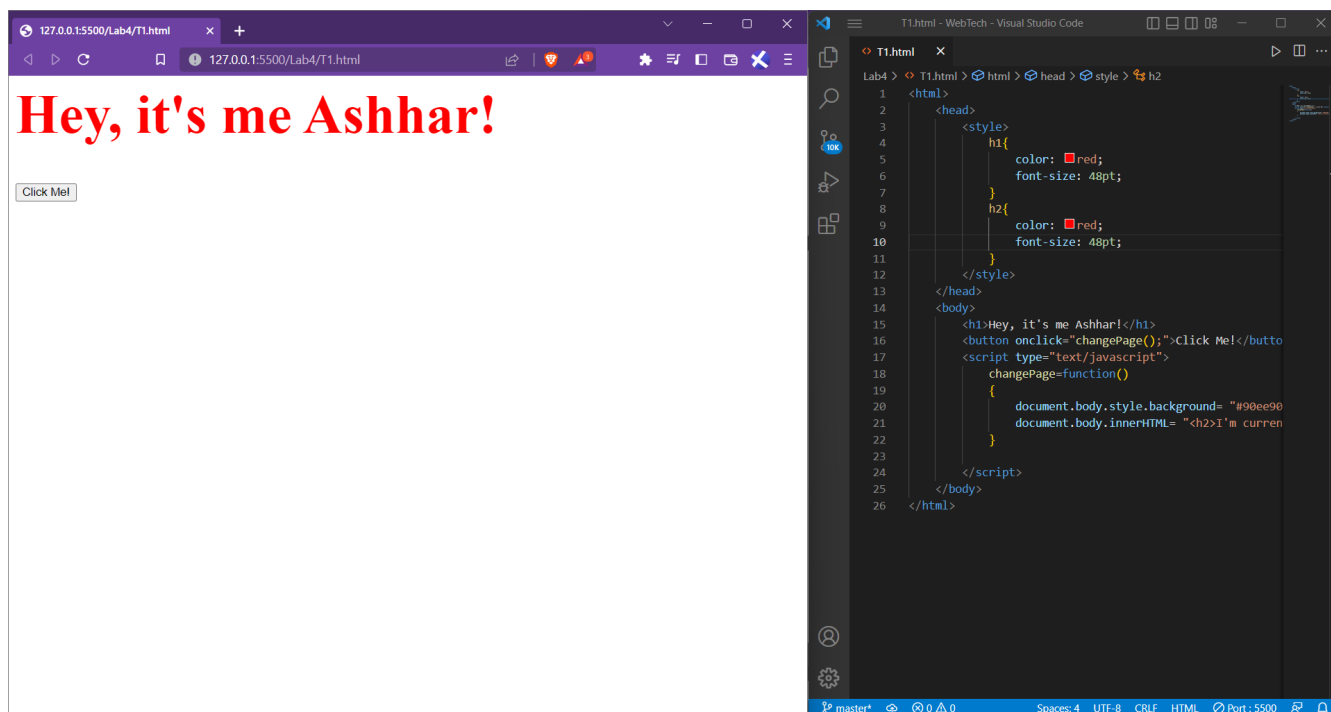 127.0.0.1:5500/Lab4/T1.html
127.0.0.1:5500/Lab4/T1.html
Hey, it's me Ashhar!
Click Me!
T1.html - WebTech - Visual Studio Code
T1.html
Lab4 > T1.html > html > head > style > h2
1 <html>
2 <head>
3 <style>
4 h1{
5 color: red;
6 font-size: 48pt;
7 }
8 h2{
9 color: red;
10 font-size: 48pt;
11 }
12 </style>
13 </head>
14 <body>
15 <h1>Hey, it's me Ashhar!</h1>
16 <button onclick="changePage();">Click Me!</butto
17 <script type="text/javascript">
18 changePage=function()
19 {
20 document.body.style.background= "#90ee90
21 document.body.innerHTML= "<h2>I'm curren
22 }
23
24 </script>
25 </body>
26 </html>
10K
master* 0 0 Spaces: 4 UTF-8 CRLF HTML Port : 5500